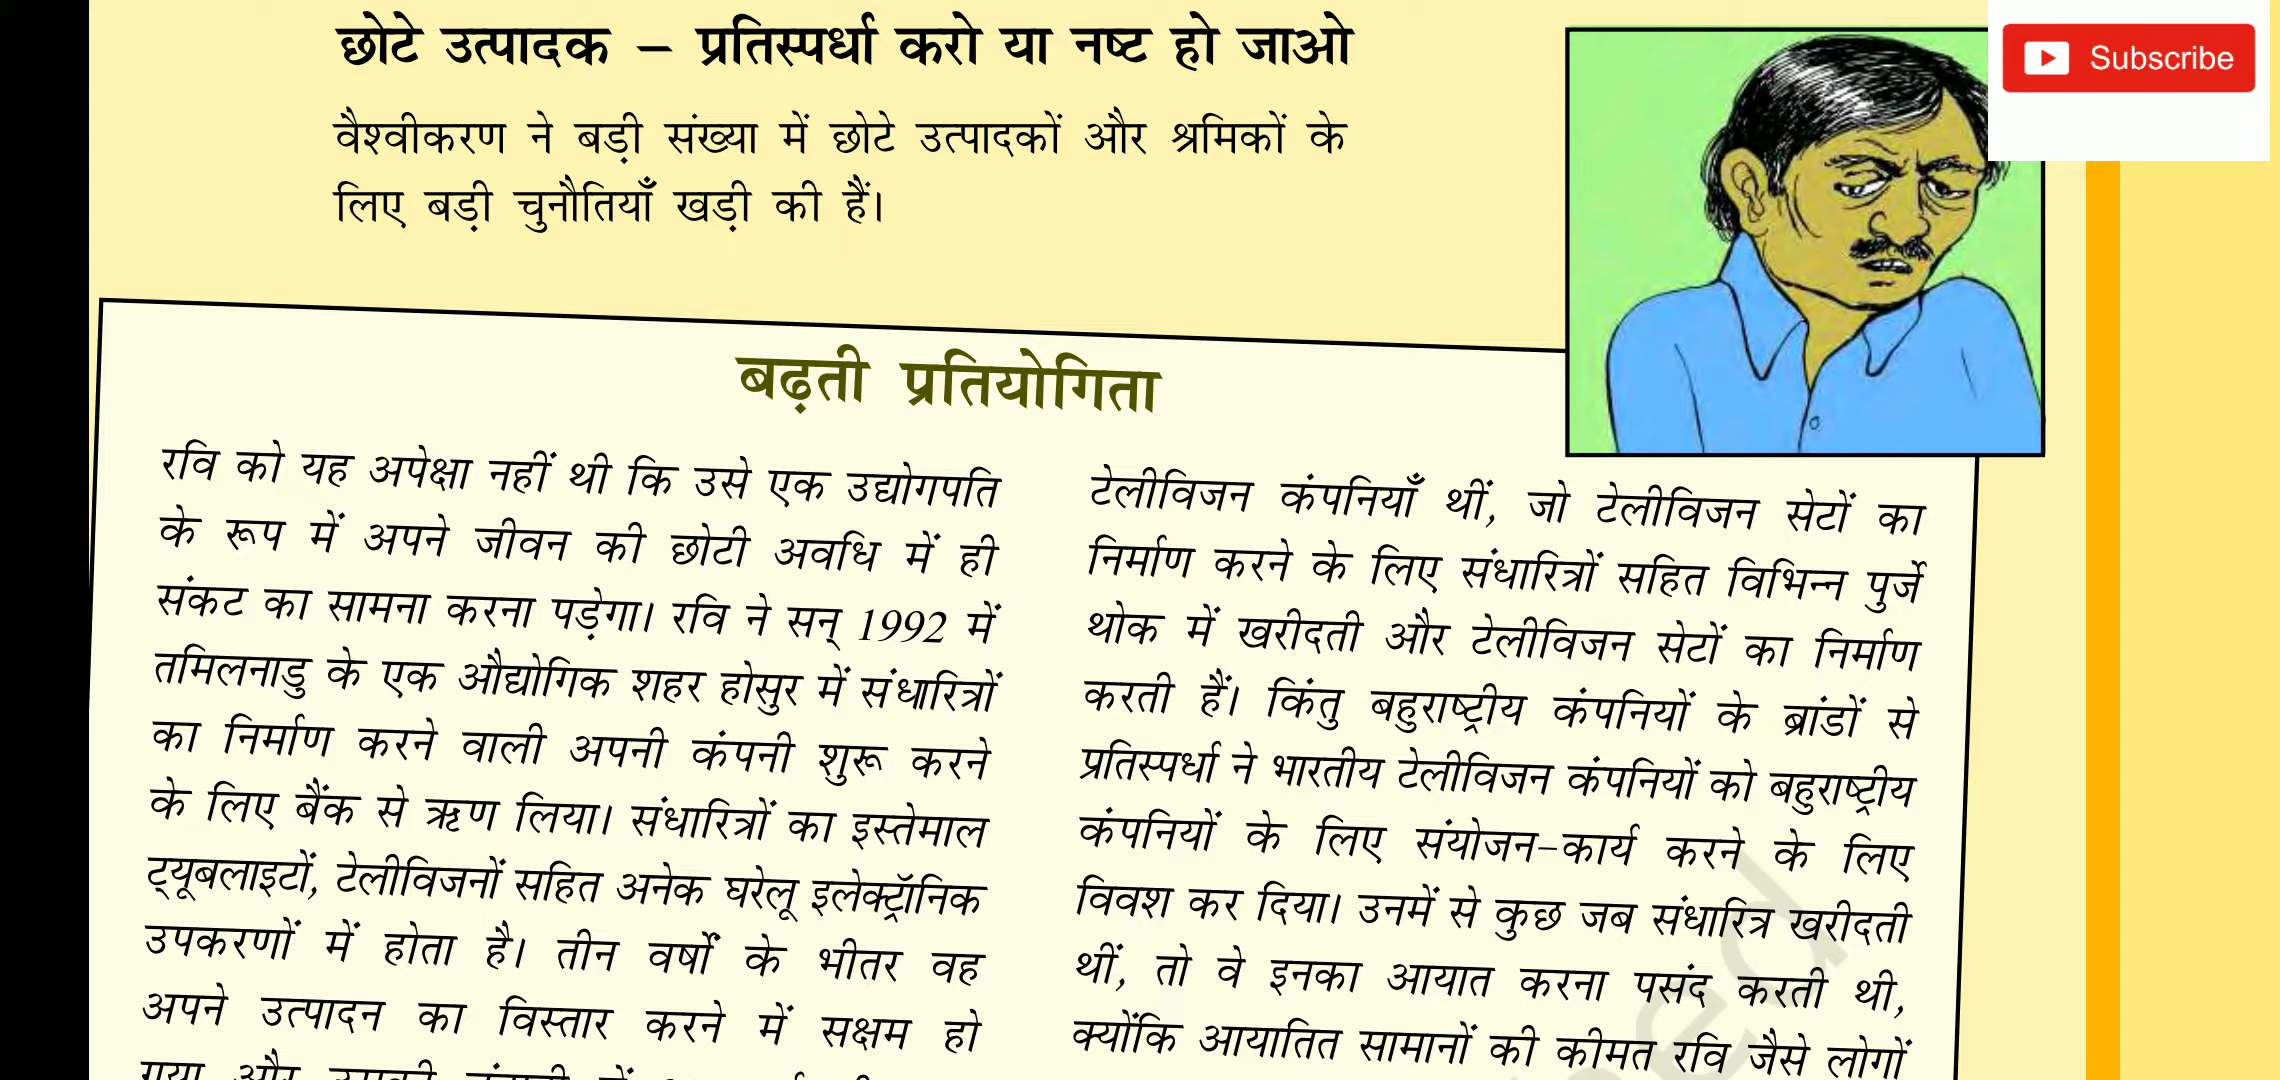 छोटे उत्पादक – प्रतिस्पर्धा करो या नष्ट हो जाओ
वैश्वीकरण ने बड़ी संख्या में छोटे उत्पादकों और श्रमिकों के
लिए बड़ी चुनौतियाँ खड़ी की हैं।
Subscribe
बढ़ती प्रतियोगिता
रवि को यह अपेक्षा नहीं थी कि उसे एक उद्योगपति
के रूप में अपने जीवन की छोटी अवधि में ही
संकट का सामना करना पड़ेगा। रवि ने सन् 1992 में
तमिलनाडु के एक औद्योगिक शहर होसुर में संधारित्रों
का निर्माण करने वाली अपनी कंपनी शुरू करने
के लिए बैंक से ऋण लिया। संधारित्रों का इस्तेमाल
ट्यूबलाइटों, टेलीविजनों सहित अनेक घरेलू इलेक्ट्रॉनिक
उपकरणों में होता है। तीन वर्षों के भीतर वह
अपने उत्पादन का विस्तार करने में सक्षम हो
गया और उसकी
टेलीविजन कंपनियाँ थीं, जो टेलीविजन सेटों का
निर्माण करने के लिए संधारित्रों सहित विभिन्न पुर्जे
थोक में खरीदती और टेलीविजन सेटों का निर्माण
करती हैं। किंतु बहुराष्ट्रीय कंपनियों के ब्रांडों से
प्रतिस्पर्धा ने भारतीय टेलीविजन कंपनियों को बहुराष्ट्रीय
कंपनियों के लिए संयोजन-कार्य करने के लिए
विवश कर दिया। उनमें से कुछ जब संधारित्र खरीदती
थीं, तो वे इनका आयात करना पसंद करती थी,
क्योंकि आयातित सामानों की कीमत रवि जैसे लोगों